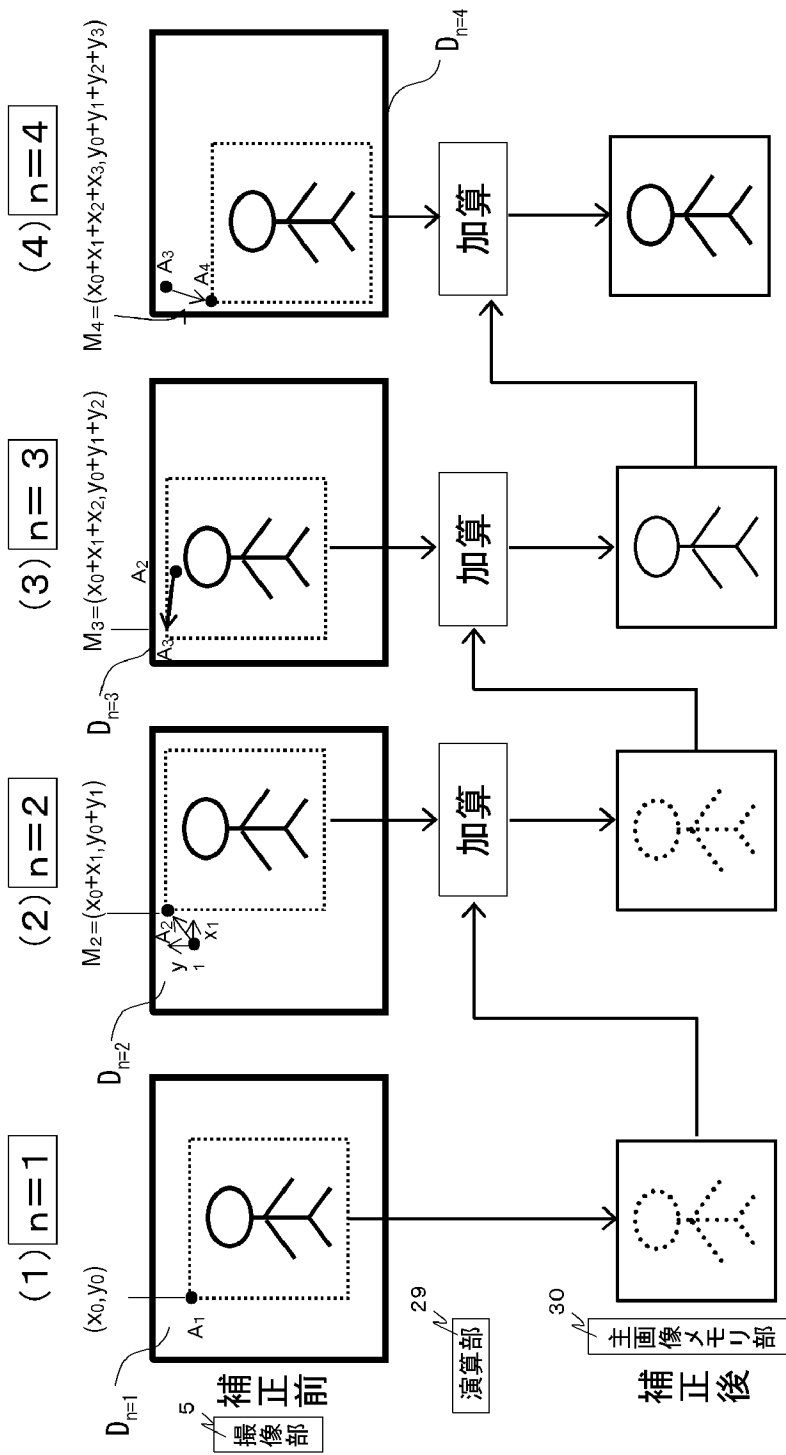 (1) n=1
(x₀,y₀)
Dₙ₌₁
A₁
(2) n=2
M₂=(x₀+x₁,y₀+y₁)
Dₙ₌₂
A₂
y₁
x₁
(3) n=3
M₃=(x₀+x₁+x₂,y₀+y₁+y₂)
Dₙ₌₃
A₂
A₃
(4) n=4
M₄=(x₀+x₁+x₂+x₃,y₀+y₁+y₂+y₃)
A₃
A₄
Dₙ₌₄
補正前
5
撮像部
29
演算部
加算
加算
加算
30
主画像メモリ部
補正後